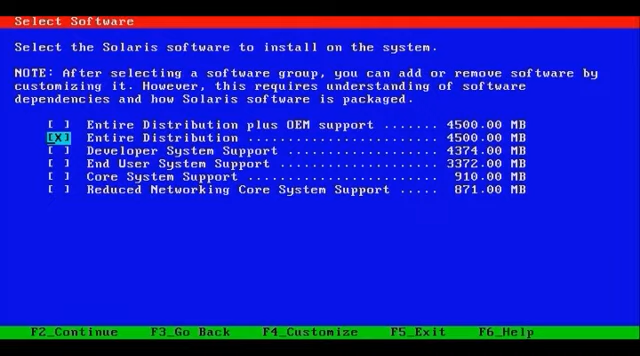 Select Software
Select the Solaris software to install on the system.
NOTE: After selecting a software group, you can add or remove software by
customizing it. However, this requires understanding of software
dependencies and how Solaris software is packaged.
[ ] Entire Distribution plus OEM support ....... 4500.00 MB
[X] Entire Distribution ........................ 4500.00 MB
[ ] Developer System Support ................... 4374.00 MB
[ ] End User System Support .................... 3372.00 MB
[ ] Core System Support ........................ 910.00 MB
[ ] Reduced Networking Core System Support ..... 871.00 MB
F2_Continue F3_Go Back F4_Customize F5_Exit F6_Help